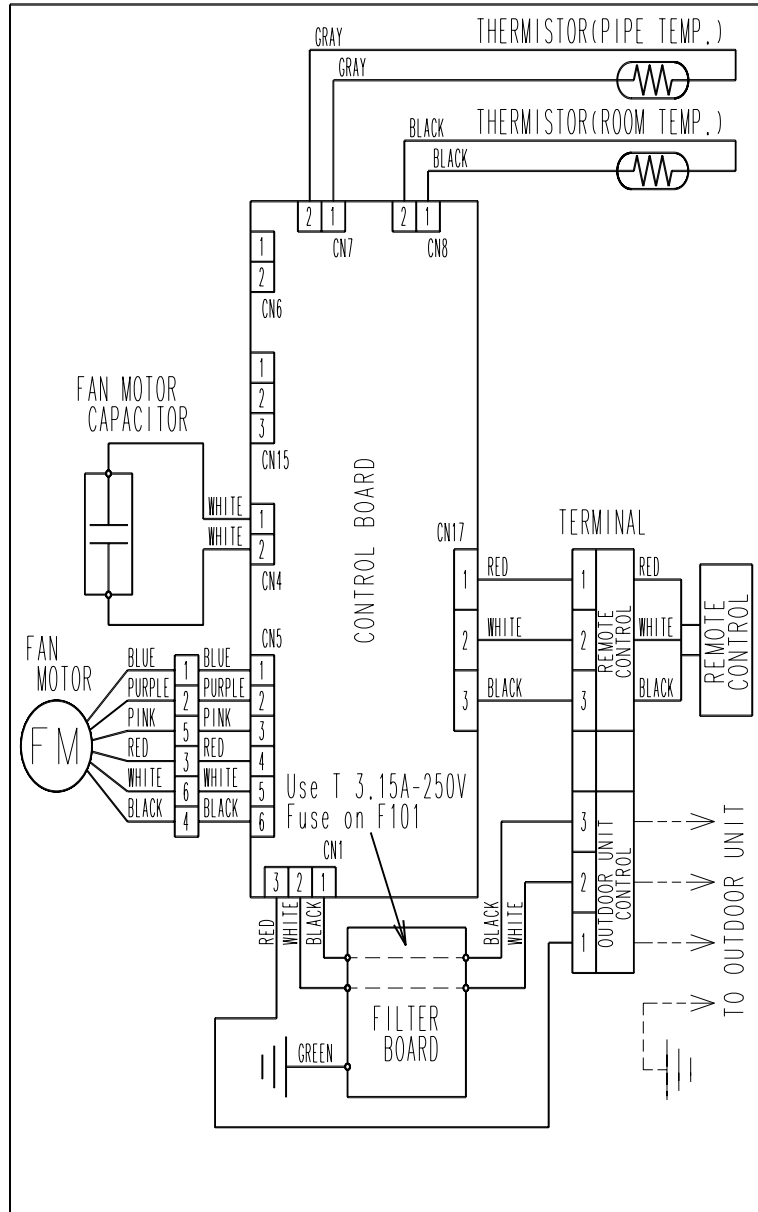 GRAY
THERMISTOR(PIPE TEMP.)
GRAY
BLACK
THERMISTOR(ROOM TEMP.)
BLACK
2 1
CN7
2 1
CN8
1
2
CN6
1
2
3
CN15
FAN MOTOR
CAPACITOR
WHITE
WHITE
1
2
CN4
CONTROL BOARD
CN17
1
2
3
RED
WHITE
BLACK
TERMINAL
1
2
3
REMOTE
CONTROL
RED
WHITE
BLACK
REMOTE
CONTROL
FAN
MOTOR
FM
CN5
BLUE 1 BLUE 1
PURPLE 2 PURPLE 2
PINK 5 PINK 3
RED 3 RED 4
WHITE 6 WHITE 5
BLACK 4 BLACK 6
Use T 3.15A-250V
Fuse on F101
CN1
3 2 1
RED
WHITE
BLACK
BLACK
WHITE
3
2
1
OUTDOOR UNIT
CONTROL
TO OUTDOOR UNIT
FILTER
BOARD
GREEN